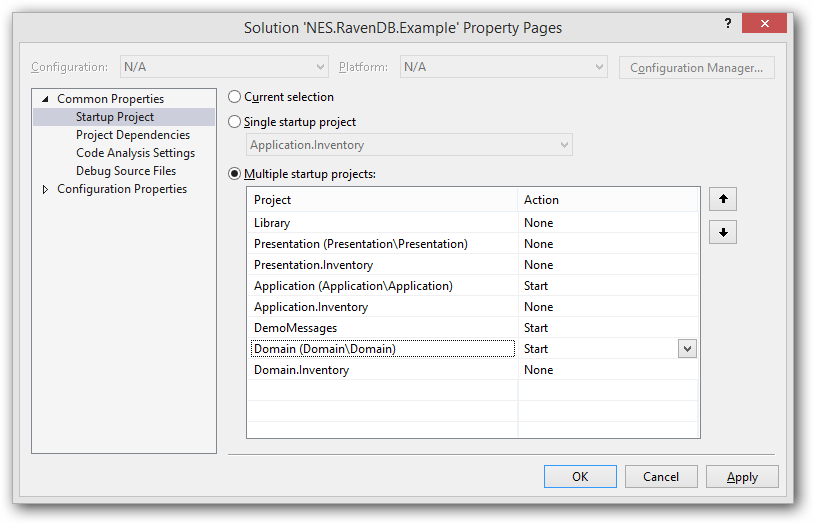 Solution 'NES.RavenDB.Example' Property Pages
?
Configuration: N/A Platform: N/A Configuration Manager...
Common Properties
Startup Project
Project Dependencies
Code Analysis Settings
Debug Source Files
Configuration Properties
Current selection
Single startup project
Application.Inventory
Multiple startup projects:
Project Action
Library None
Presentation (Presentation\Presentation) None
Presentation.Inventory None
Application (Application\Application) Start
Application.Inventory None
DemoMessages Start
Domain (Domain\Domain) Start
Domain.Inventory None
OK Cancel Apply